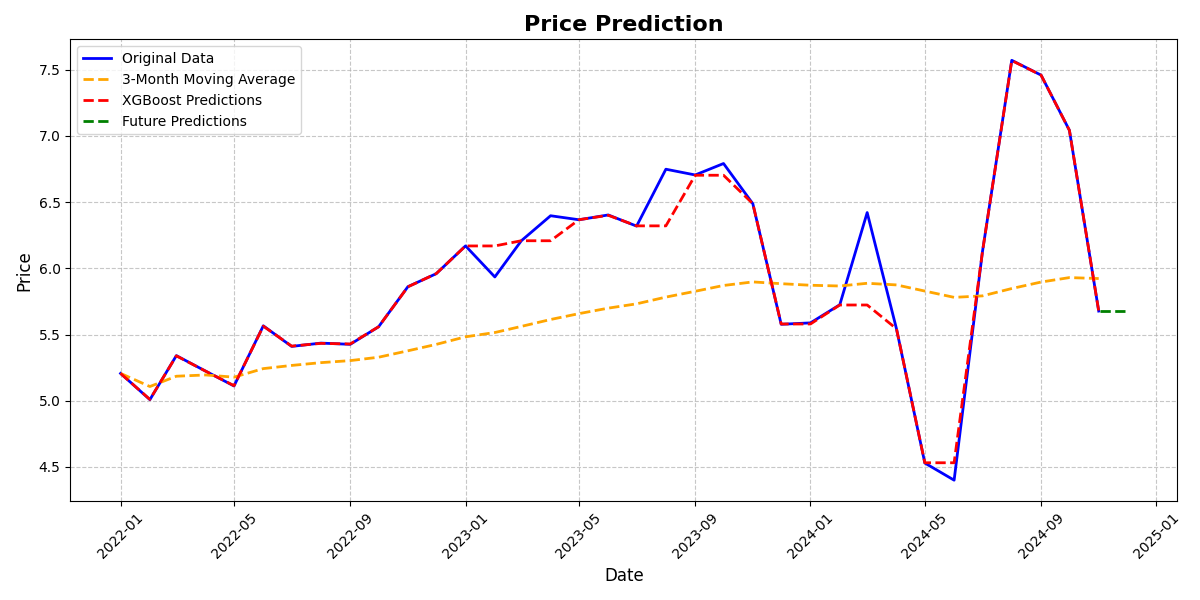 Price Prediction
Original Data
3-Month Moving Average
XGBoost Predictions
Future Predictions
Price
7.5
7.0
6.5
6.0
5.5
5.0
4.5
2022-01
2022-05
2022-09
2023-01
2023-05
2023-09
2024-01
2024-05
2024-09
2025-01
Date